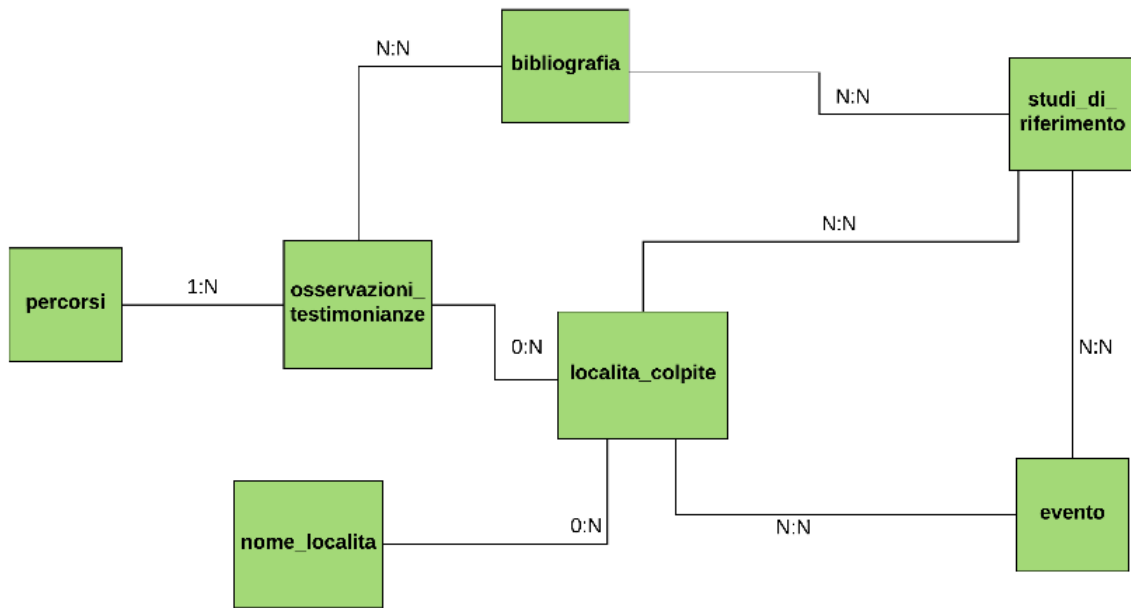 N:N
bibliografia
N:N
studi_di_
riferimento
N:N
percorsi
1:N
osservazioni_
testimonianze
0:N
localita_colpite
N:N
nome_localita
0:N
N:N
evento